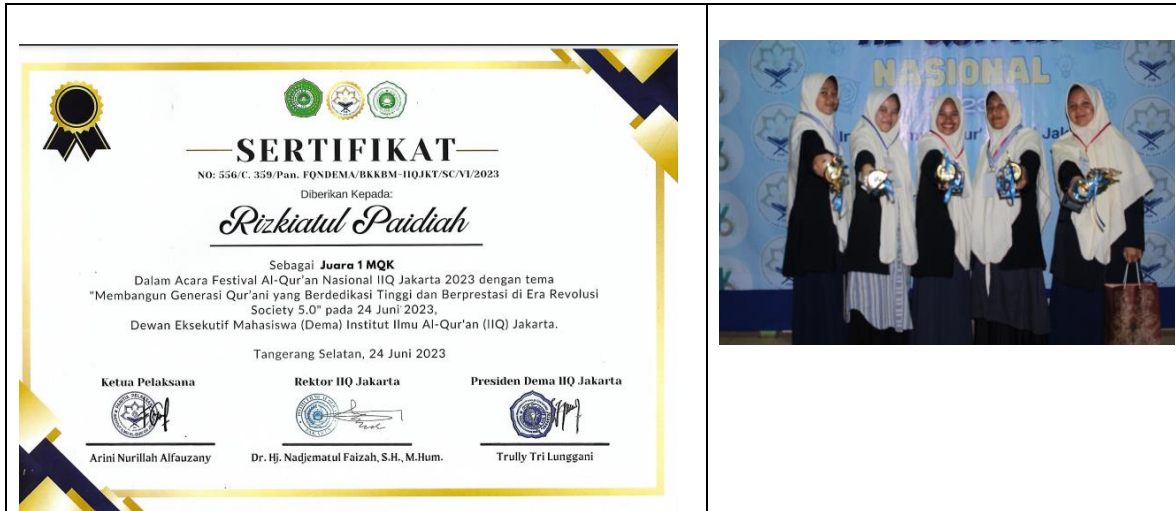 SERTIFIKAT
NO: 556/C. 359/Pan. FQNDEMA/BKKBM-IIQJKT/SC/VI/2023
Diberikan Kepada:
Rizkiatul Paidiah
Sebagai Juara 1 MQK
Dalam Acara Festival Al-Qur'an Nasional IIQ Jakarta 2023 dengan tema
"Membangun Generasi Qur'ani yang Berdedikasi Tinggi dan Berprestasi di Era Revolusi
Society 5.0" pada 24 Juni 2023,
Dewan Eksekutif Mahasiswa (Dema) Institut Ilmu Al-Qur'an (IIQ) Jakarta.
Tangerang Selatan, 24 Juni 2023
Ketua Pelaksana
Arini Nurillah Alfauzany
Rektor IIQ Jakarta
Dr. Hj. Nadjematul Faizah, S.H., M.Hum.
Presiden Dema IIQ Jakarta
Trully Tri Lunggani
NASIONAL